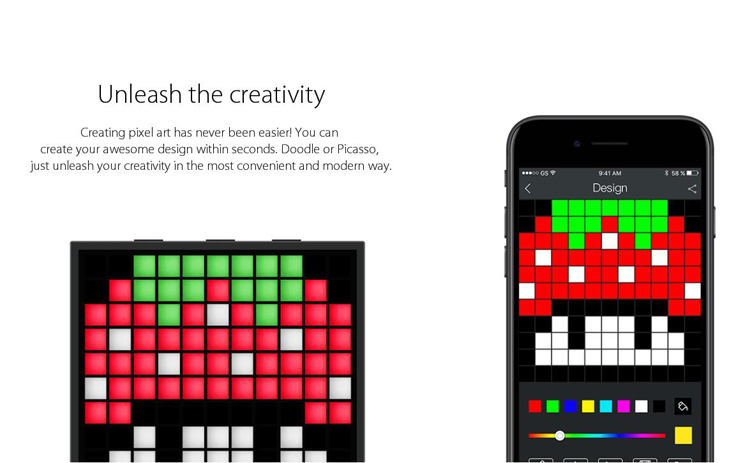 Unleash the creativity
Creating pixel art has never been easier! You can
create your awesome design within seconds. Doodle or Picasso,
just unleash your creativity in the most convenient and modern way.
GS 9:41 AM 58 %
Design